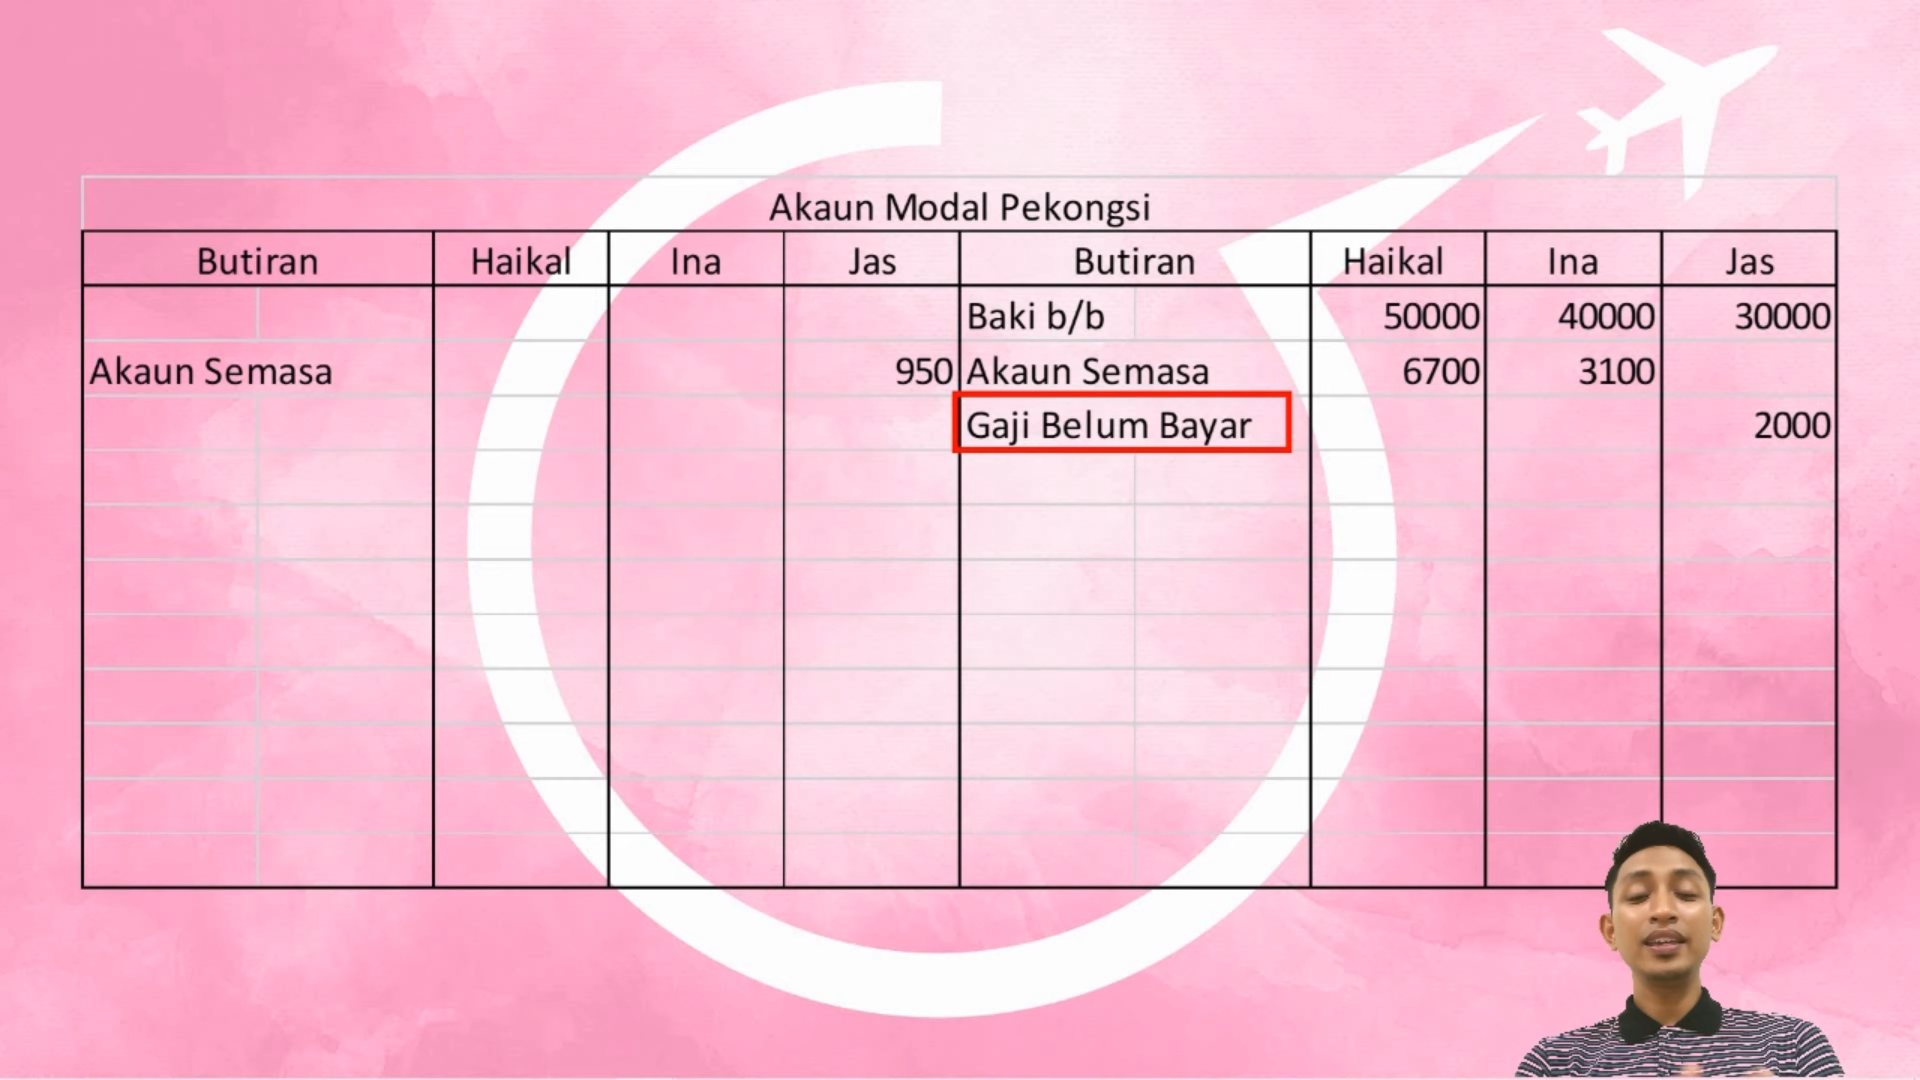 Akaun Modal Pekongsi
Butiran Haikal Ina Jas Butiran Haikal Ina Jas
Baki b/b 50000 40000 30000
Akaun Semasa 950 Akaun Semasa 6700 3100
Gaji Belum Bayar 2000